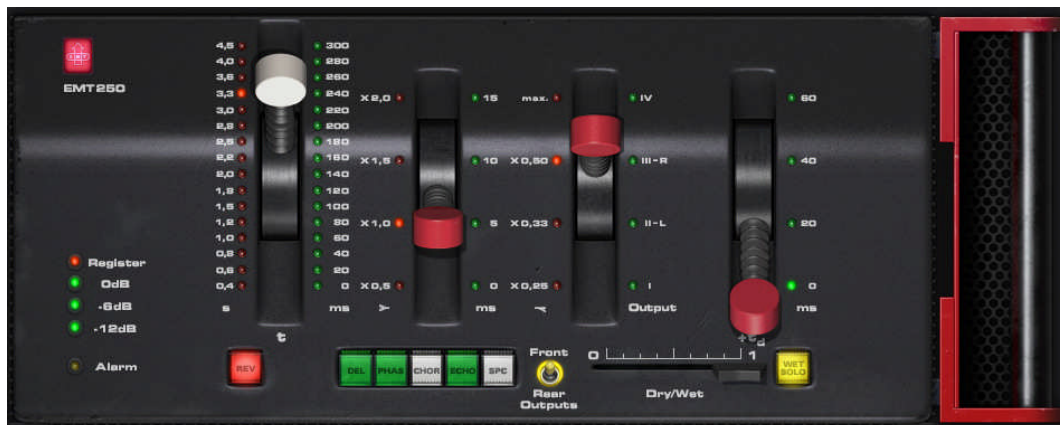 EMT
EMT250
4,5 300
4,0 280
3,6 260
3,3 240
3,0 220
2,8 200
2,5 180
2,2 160
2,0 140
1,8 120
1,5 100
1,2 80
1,0 60
0,8 40
0,6 20
0,4 0
s ms
t
X 2,0 15
X 1,5 10
X 1,0 5
X 0,5 0
ms
max. IV
X 0,50 III-R
X 0,33 II-L
X 0,25 I
Output
60
40
20
0
ms
Register
0dB
-6dB
-12dB
Alarm
REV
DEL PHAS CHOR ECHO SPC
Front
Rear
Outputs
0 1
Dry/Wet
WET
SOLO